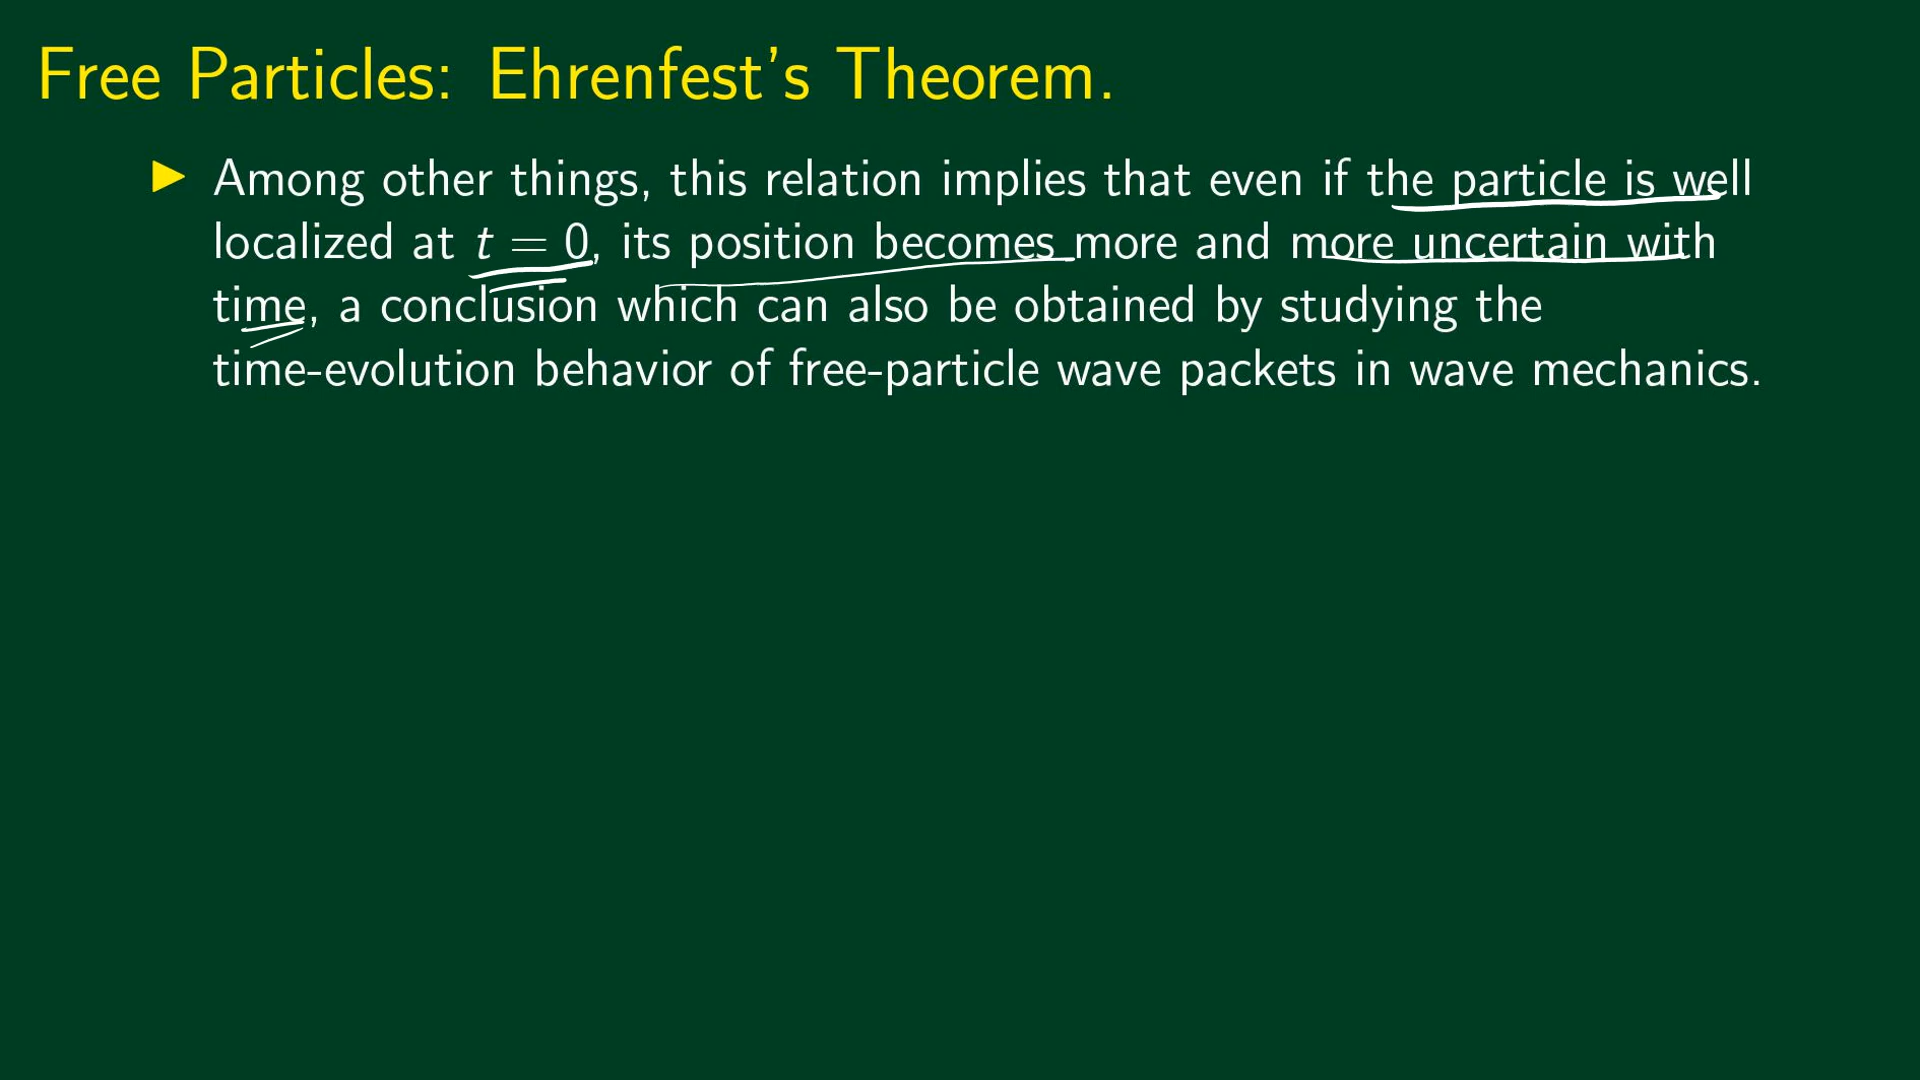 Free Particles: Ehrenfest's Theorem.
▶ Among other things, this relation implies that even if the particle is well
localized at t = 0, its position becomes more and more uncertain with
time, a conclusion which can also be obtained by studying the
time-evolution behavior of free-particle wave packets in wave mechanics.